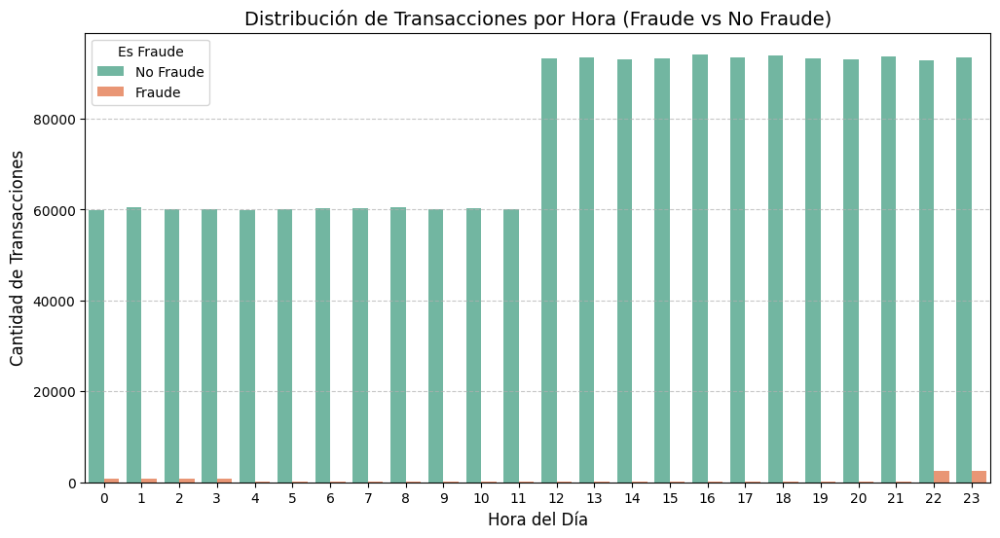 Distribución de Transacciones por Hora (Fraude vs No Fraude)
Es Fraude
No Fraude
Fraude
Cantidad de Transacciones
80000
60000
40000
20000
0
0 1 2 3 4 5 6 7 8 9 10 11 12 13 14 15 16 17 18 19 20 21 22 23
Hora del Día